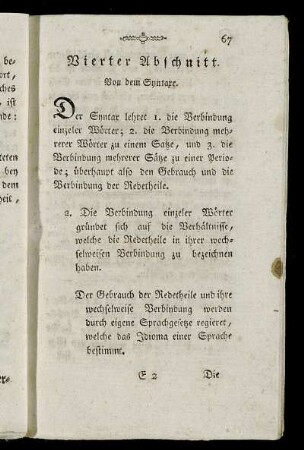 67
Vierter Abschnitt.
Von dem Syntaxe.
Der Syntax lehret 1. die Verbindung
einzeler Wörter; 2. die Verbindung meh-
rerer Wörter zu einem Satze, und 3. die
Verbindung mehrerer Sätze zu einer Perio-
de; überhaupt also den Gebrauch und die
Verbindung der Redetheile.
2. Die Verbindung einzeler Wörter
gründet sich auf die Verhältnisse,
welche die Redetheile in ihrer wech-
selweisen Verbindung zu bezeichnen
haben.
Der Gebrauch der Redetheile und ihre
wechselweise Verbindung werden
durch eigene Sprachgesetze regieret,
welche das Idioma einer Sprache
bestimmt.
E 2 Die